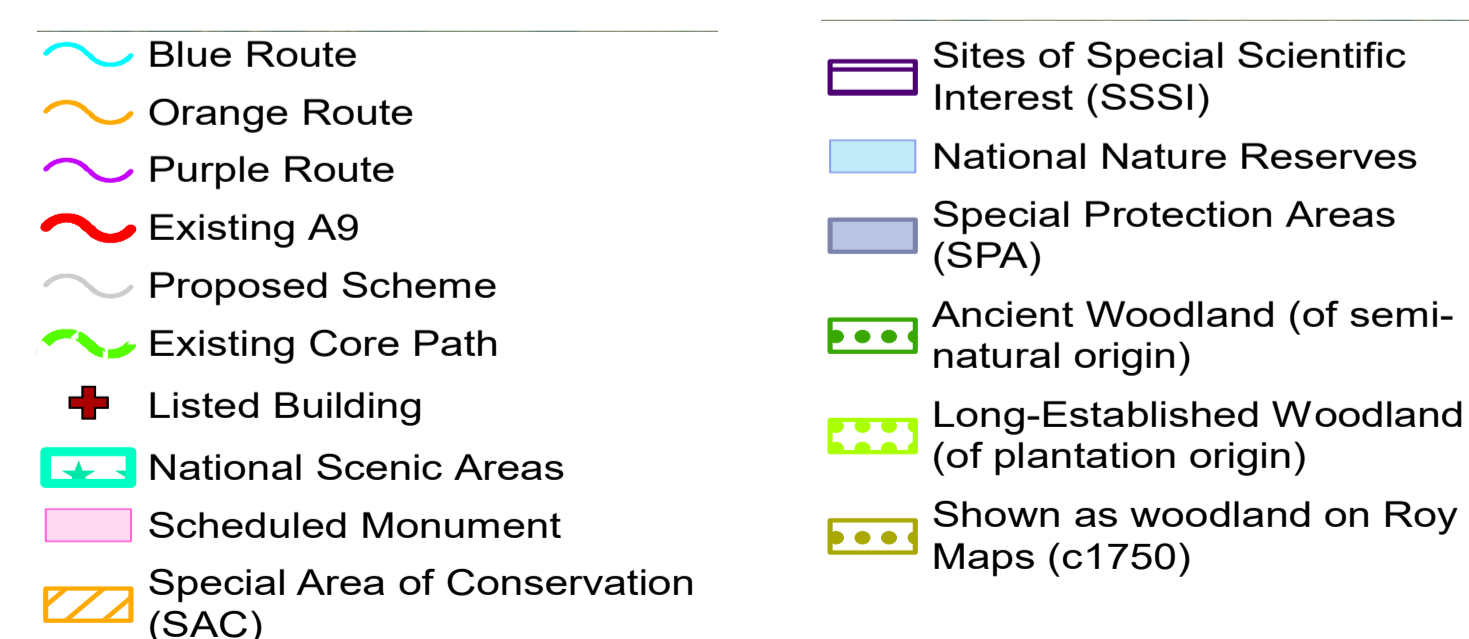 Blue Route
Orange Route
Purple Route
Existing A9
Proposed Scheme
Existing Core Path
Listed Building
National Scenic Areas
Scheduled Monument
Special Area of Conservation
(SAC)
Sites of Special Scientific
Interest (SSSI)
National Nature Reserves
Special Protection Areas
(SPA)
Ancient Woodland (of semi-
natural origin)
Long-Established Woodland
(of plantation origin)
Shown as woodland on Roy
Maps (c1750)